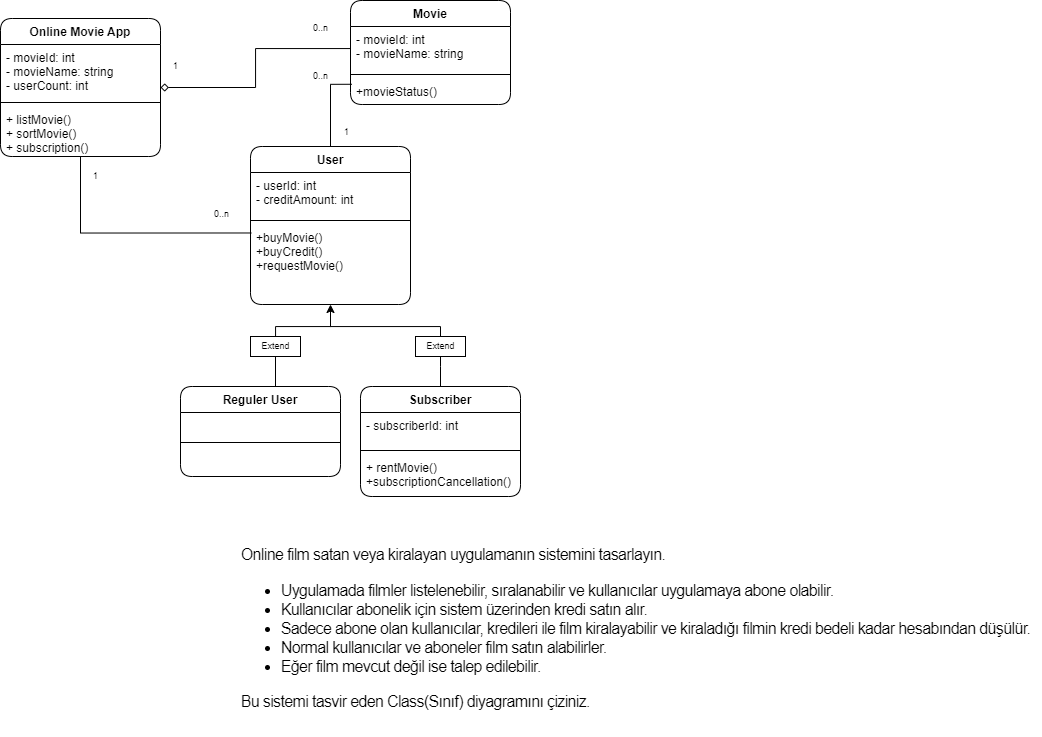 Movie
- movieId: int
- movieName: string
+movieStatus()
Online Movie App
- movieId: int
- movieName: string
- userCount: int
+ listMovie()
+ sortMovie()
+ subscription()
0..n
1
0..n
1
1
0..n
User
- userId: int
- creditAmount: int
+buyMovie()
+buyCredit()
+requestMovie()
Extend
Extend
Reguler User
Subscriber
- subscriberId: int
+ rentMovie()
+subscriptionCancellation()
Online film satan veya kiralayan uygulamanın sistemini tasarlayın.
• Uygulamada filmler listelenebilir, sıralanabilir ve kullanıcılar uygulamaya abone olabilir.
• Kullanıcılar abonelik için sistem üzerinden kredi satın alır.
• Sadece abone olan kullanıcılar, kredileri ile film kiralayabilir ve kiraladığı filmin kredi bedeli kadar hesabından düşülür.
• Normal kullanıcılar ve aboneler film satın alabilirler.
• Eğer film mevcut değil ise talep edilebilir.
Bu sistemi tasvir eden Class(Sınıf) diyagramını çiziniz.